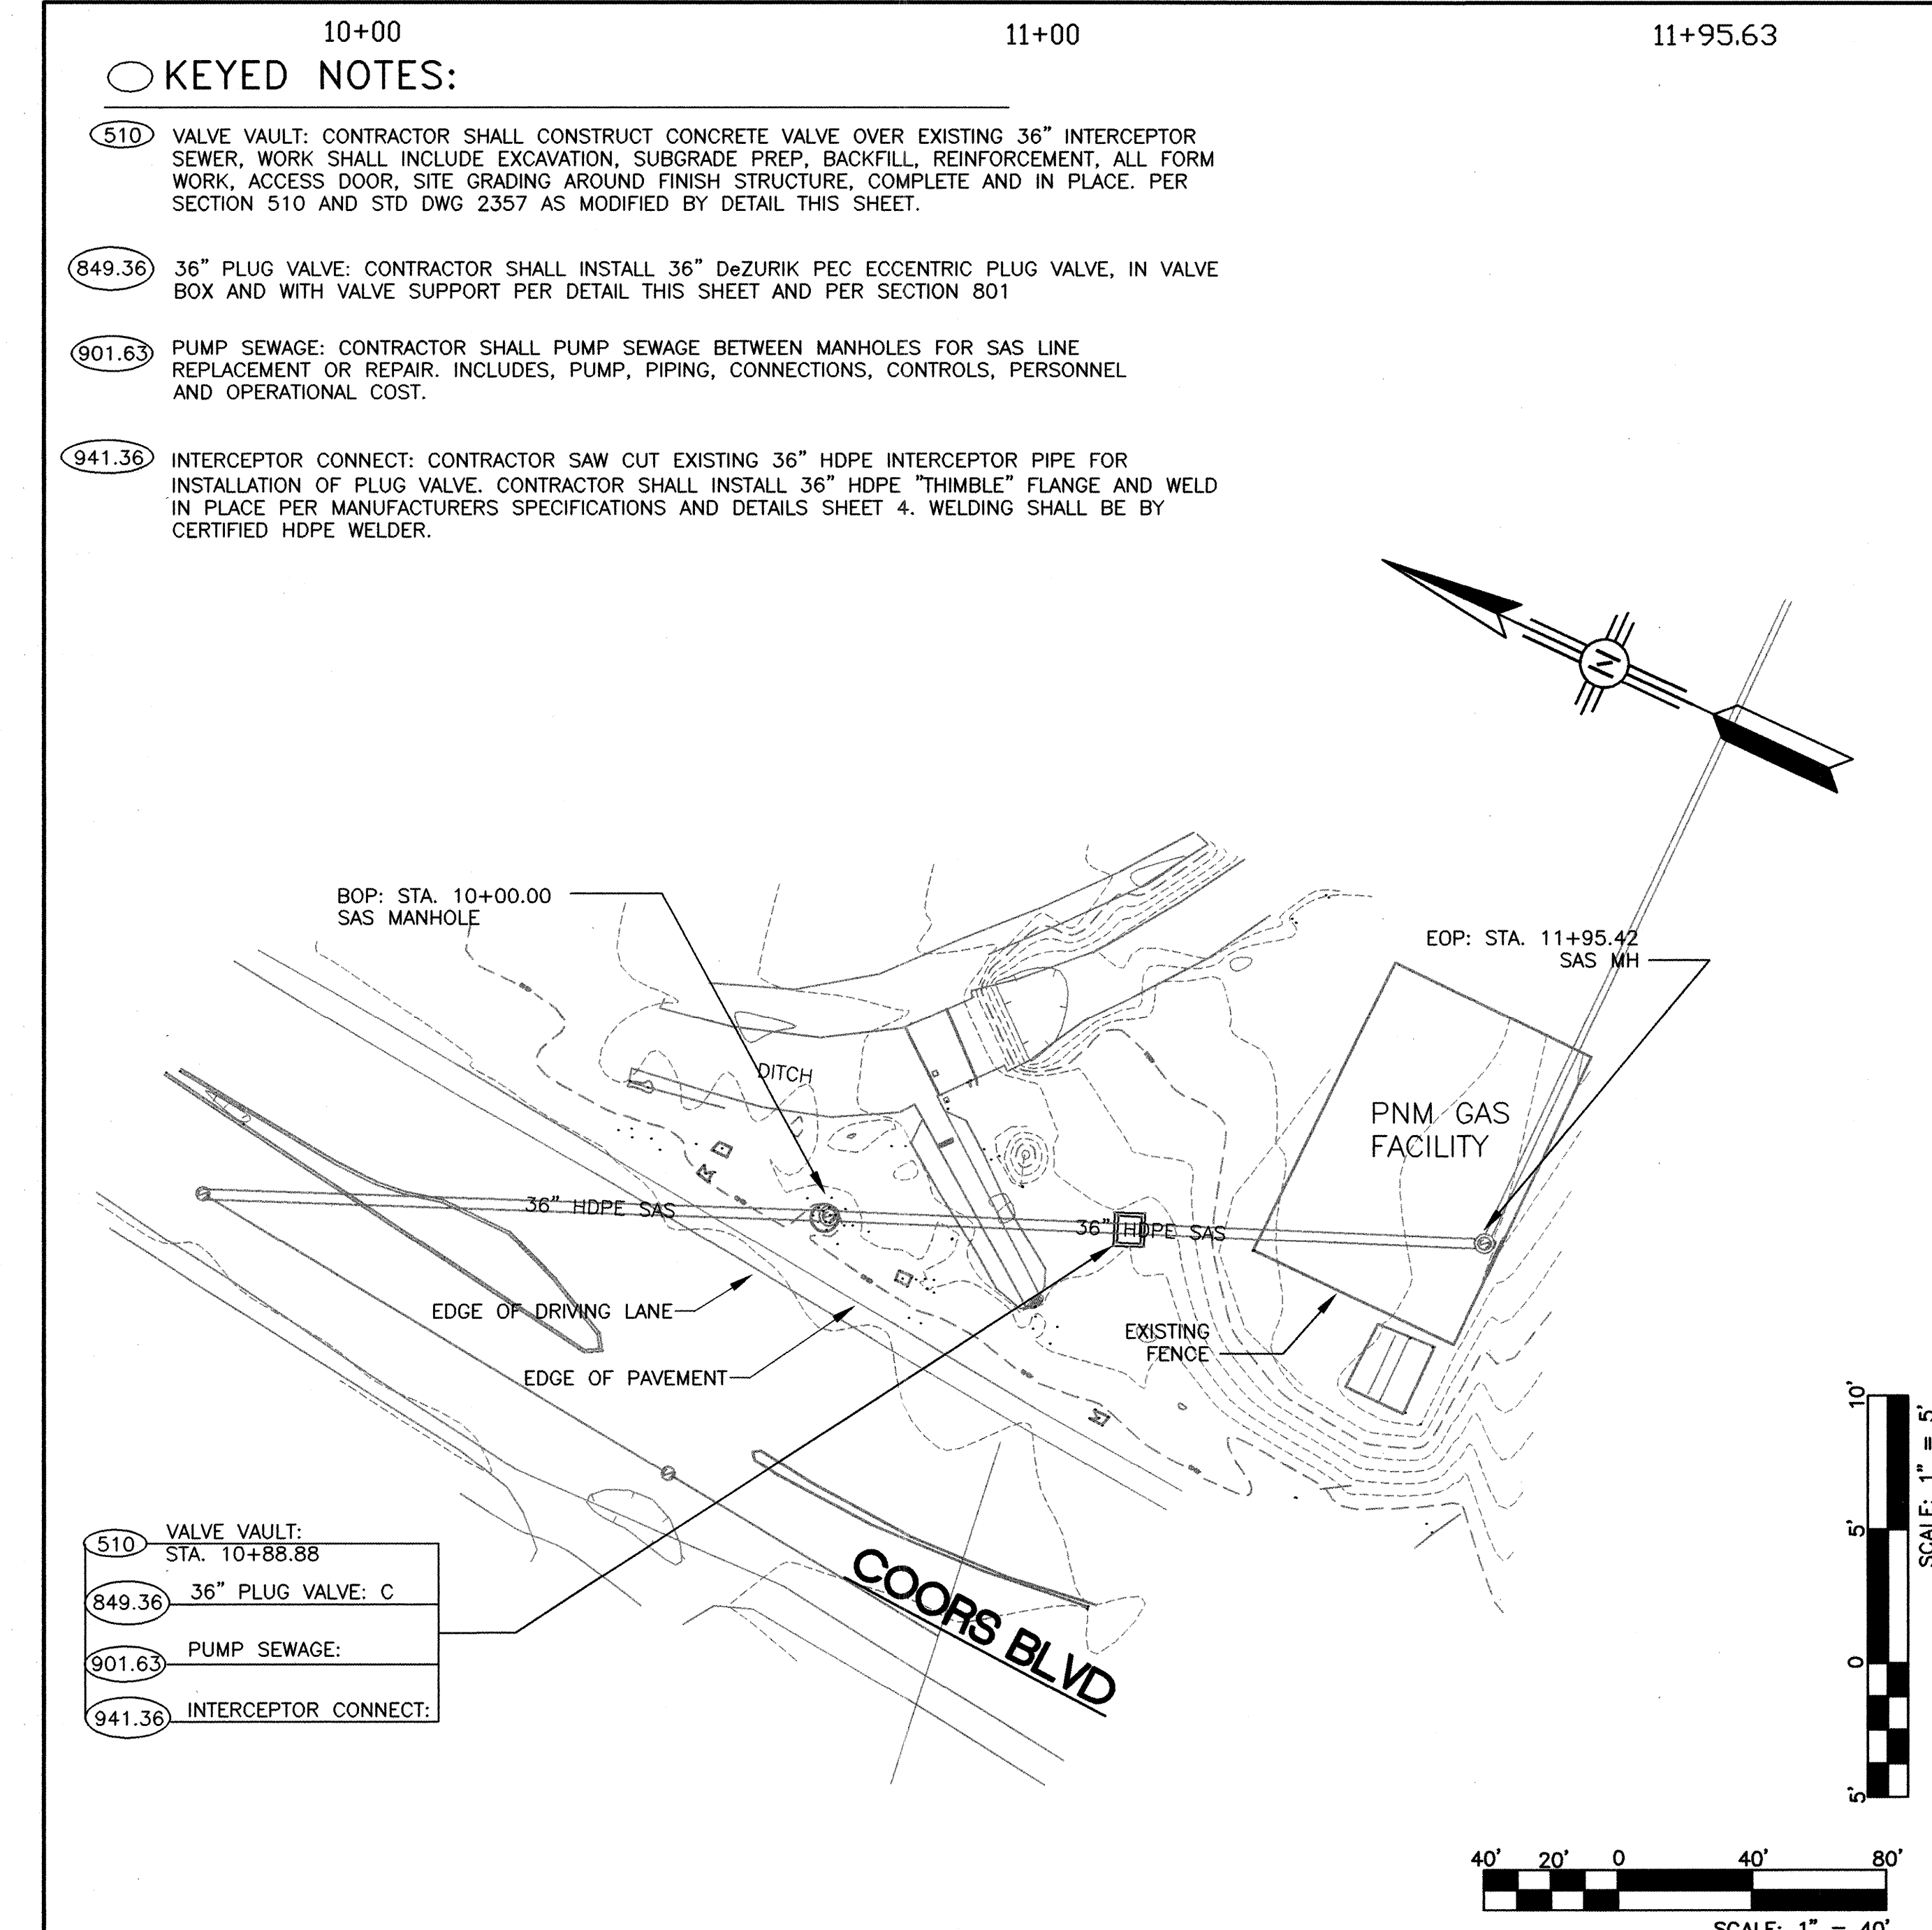 10+00 11+00 11+95.63
KEYED NOTES:
510 VALVE VAULT: CONTRACTOR SHALL CONSTRUCT CONCRETE VALVE OVER EXISTING 36" INTERCEPTOR
SEWER, WORK SHALL INCLUDE EXCAVATION, SUBGRADE PREP, BACKFILL, REINFORCEMENT, ALL FORM
WORK, ACCESS DOOR, SITE GRADING AROUND FINISH STRUCTURE, COMPLETE AND IN PLACE. PER
SECTION 510 AND STD DWG 2357 AS MODIFIED BY DETAIL THIS SHEET.
849.36 36" PLUG VALVE: CONTRACTOR SHALL INSTALL 36" DeZURIK PEC ECCENTRIC PLUG VALVE, IN VALVE
BOX AND WITH VALVE SUPPORT PER DETAIL THIS SHEET AND PER SECTION 801
901.63 PUMP SEWAGE: CONTRACTOR SHALL PUMP SEWAGE BETWEEN MANHOLES FOR SAS LINE
REPLACEMENT OR REPAIR. INCLUDES, PUMP, PIPING, CONNECTIONS, CONTROLS, PERSONNEL
AND OPERATIONAL COST.
941.36 INTERCEPTOR CONNECT: CONTRACTOR SAW CUT EXISTING 36" HDPE INTERCEPTOR PIPE FOR
INSTALLATION OF PLUG VALVE. CONTRACTOR SHALL INSTALL 36" HDPE "THIMBLE" FLANGE AND WELD
IN PLACE PER MANUFACTURERS SPECIFICATIONS AND DETAILS SHEET 4. WELDING SHALL BE BY
CERTIFIED HDPE WELDER.
N
BOP: STA. 10+00.00
SAS MANHOLE
EOP: STA. 11+95.42
SAS MH
DITCH
PNM GAS
FACILITY
36" HDPE SAS
36" HDPE SAS
EDGE OF DRIVING LANE
EXISTING
FENCE
EDGE OF PAVEMENT
COORS BLVD
510 VALVE VAULT:
STA. 10+88.88
849.36 36" PLUG VALVE: C
901.63 PUMP SEWAGE:
941.36 INTERCEPTOR CONNECT:
10'
5'
0
5'
SCALE: 1" = 5'
40' 20' 0 40' 80'
SCALE: 1" = 40'